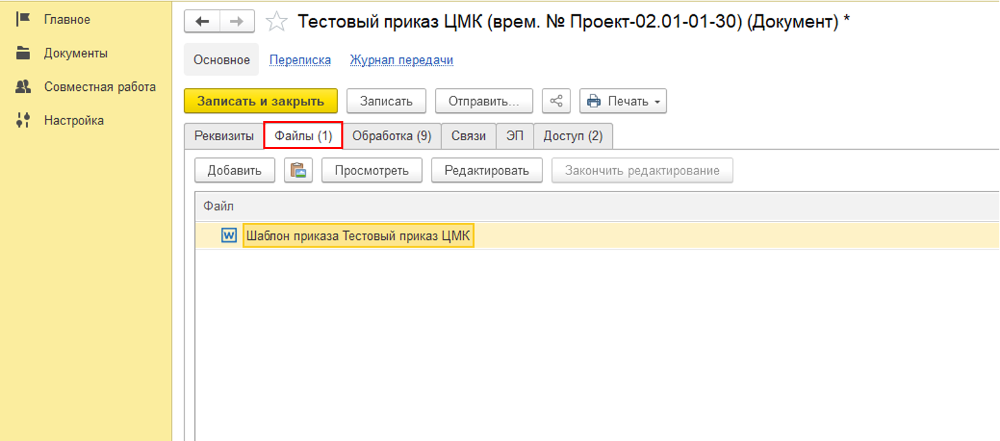 Главное
Документы
Совместная работа
Настройка
Тестовый приказ ЦМК (врем. № Проект-02.01-01-30) (Документ) *
Основное Переписка Журнал передачи
Записать и закрыть Записать Отправить... Печать
Реквизиты Файлы (1) Обработка (9) Связи ЭП Доступ (2)
Добавить Просмотреть Редактировать Закончить редактирование
Файл
W Шаблон приказа Тестовый приказ ЦМК